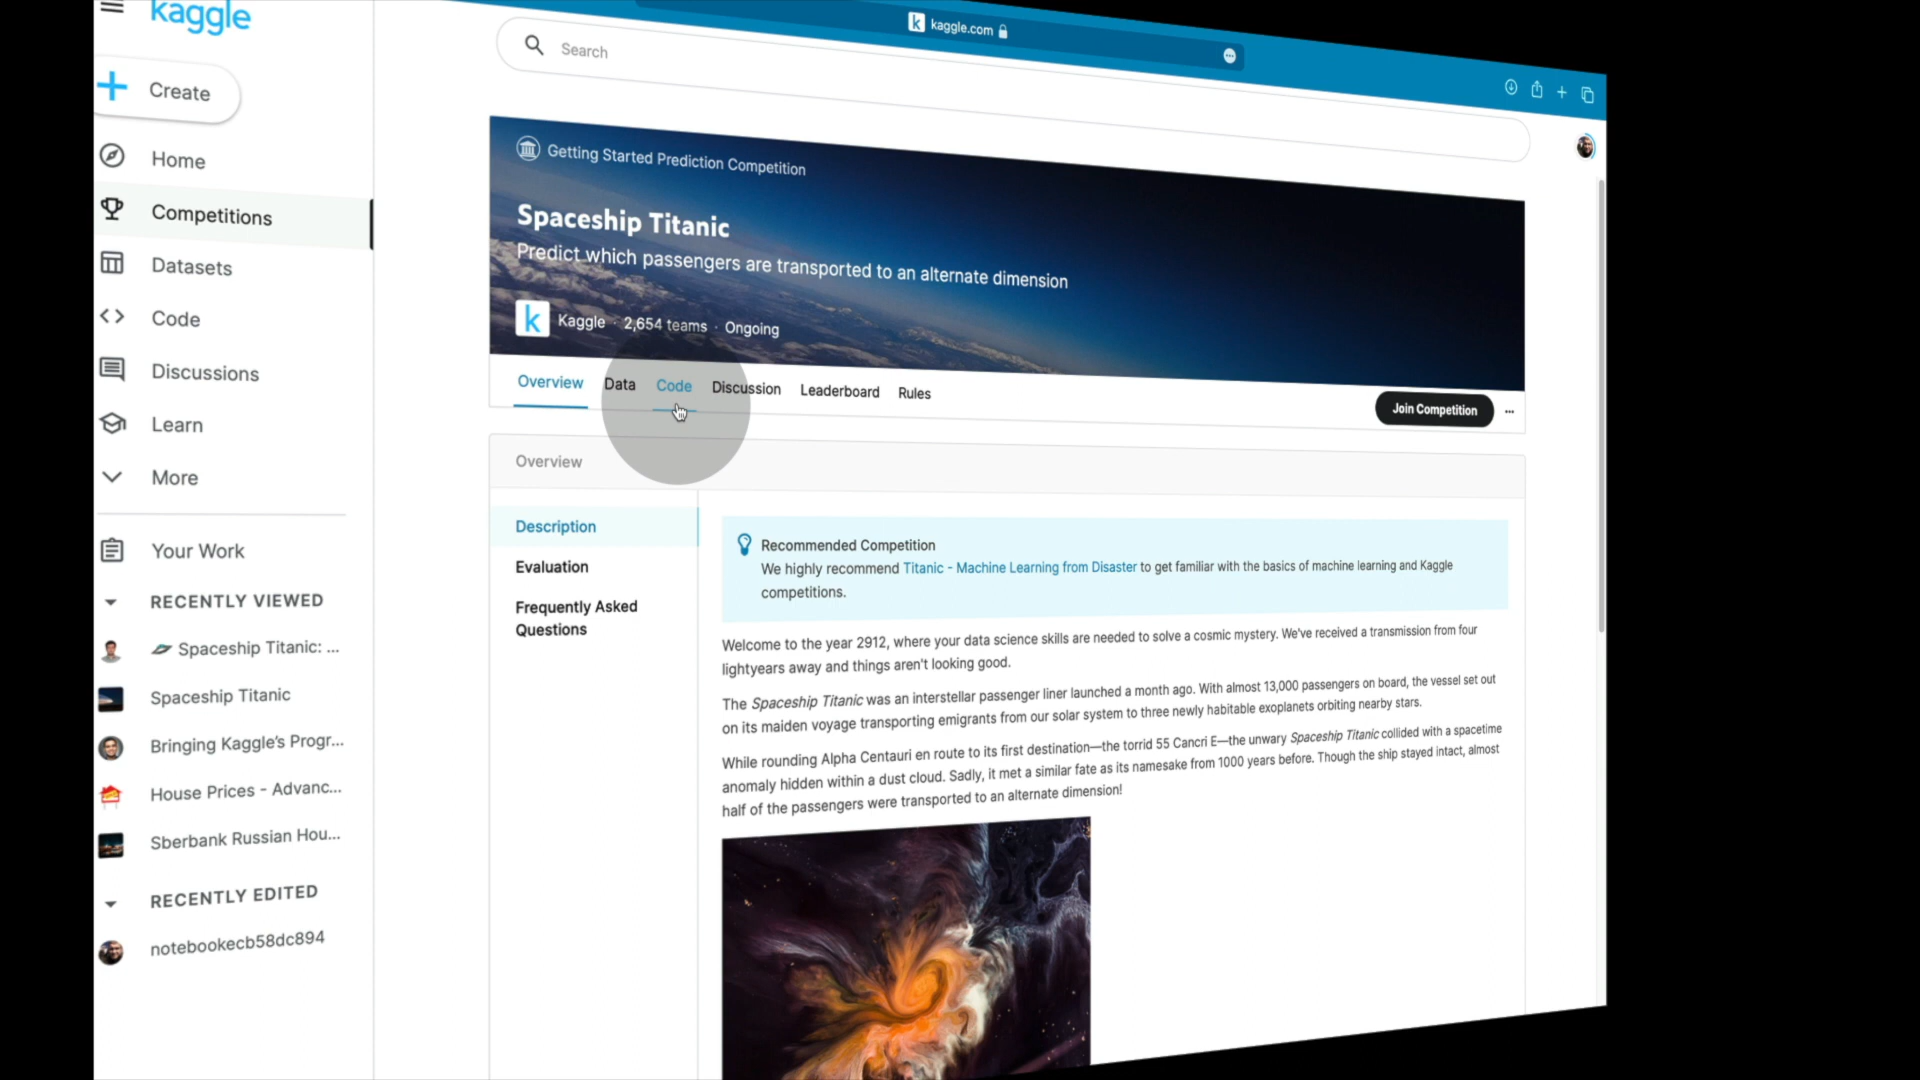 kaggle
Create
Home
Competitions
Datasets
Code
Discussions
Learn
More
Your Work
RECENTLY VIEWED
Spaceship Titanic: ...
Spaceship Titanic
Bringing Kaggle's Progr...
House Prices - Advanc...
Sberbank Russian Hou...
RECENTLY EDITED
notebookecb58dc894
k kaggle.com
Search
Getting Started Prediction Competition
Spaceship Titanic
Predict which passengers are transported to an alternate dimension
k Kaggle · 2,654 teams · Ongoing
Overview Data Code Discussion Leaderboard Rules
Join Competition
Overview
Description
Evaluation
Frequently Asked
Questions
Recommended Competition
We highly recommend Titanic - Machine Learning from Disaster to get familiar with the basics of machine learning and Kaggle
competitions.
Welcome to the year 2912, where your data science skills are needed to solve a cosmic mystery. We've received a transmission from four
lightyears away and things aren't looking good.
The Spaceship Titanic was an interstellar passenger liner launched a month ago. With almost 13,000 passengers on board, the vessel set out
on its maiden voyage transporting emigrants from our solar system to three newly habitable exoplanets orbiting nearby stars.
While rounding Alpha Centauri en route to its first destination—the torrid 55 Cancri E—the unwary Spaceship Titanic collided with a spacetime
anomaly hidden within a dust cloud. Sadly, it met a similar fate as its namesake from 1000 years before. Though the ship stayed intact, almost
half of the passengers were transported to an alternate dimension!